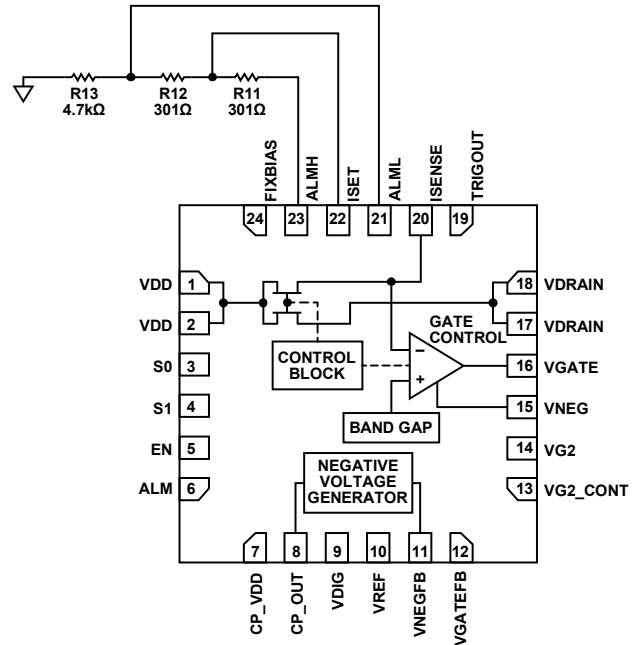 R13
4.7kΩ
R12
301Ω
R11
301Ω
FIXBIAS
ALMH
ISET
ALML
ISENSE
TRIGOUT
24
23
22
21
20
19
VDD
1
VDD
2
S0
3
S1
4
EN
5
ALM
6
18
VDRAIN
17
VDRAIN
16
VGATE
15
VNEG
14
VG2
13
VG2_CONT
GATE
CONTROL
–
+
CONTROL
BLOCK
BAND GAP
NEGATIVE
VOLTAGE
GENERATOR
7
8
9
10
11
12
CP_VDD
CP_OUT
VDIG
VREF
VNEGFB
VGATEFB